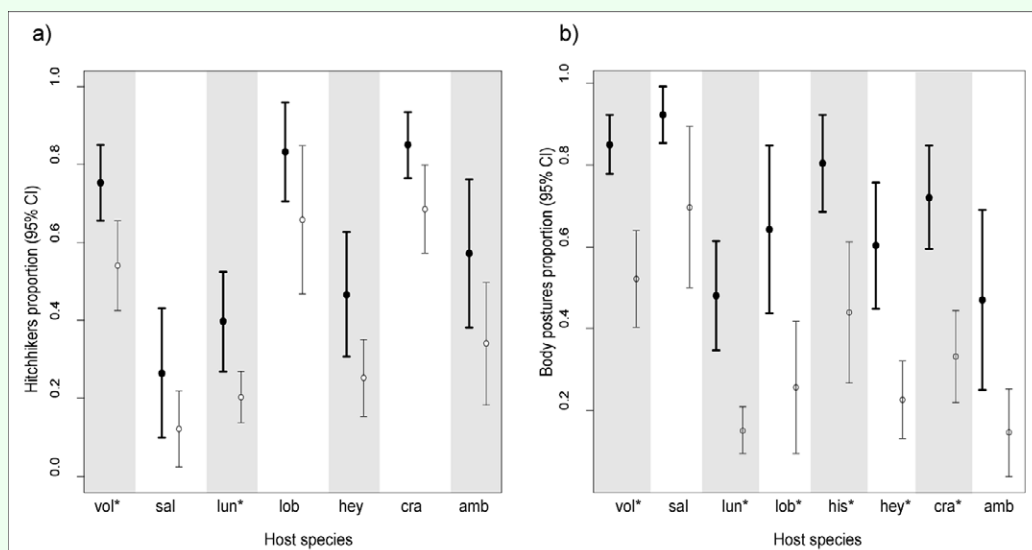 a)
Hitchhikers proportion (95% CI)
1.0
0.8
0.6
0.4
0.2
0.0
vol*
sal
lun*
lob
hey
cra
amb
Host species
b)
Body postures proportion (95% CI)
1.0
0.8
0.6
0.4
0.2
vol*
sal
lun*
lob*
his*
hey*
cra*
amb
Host species